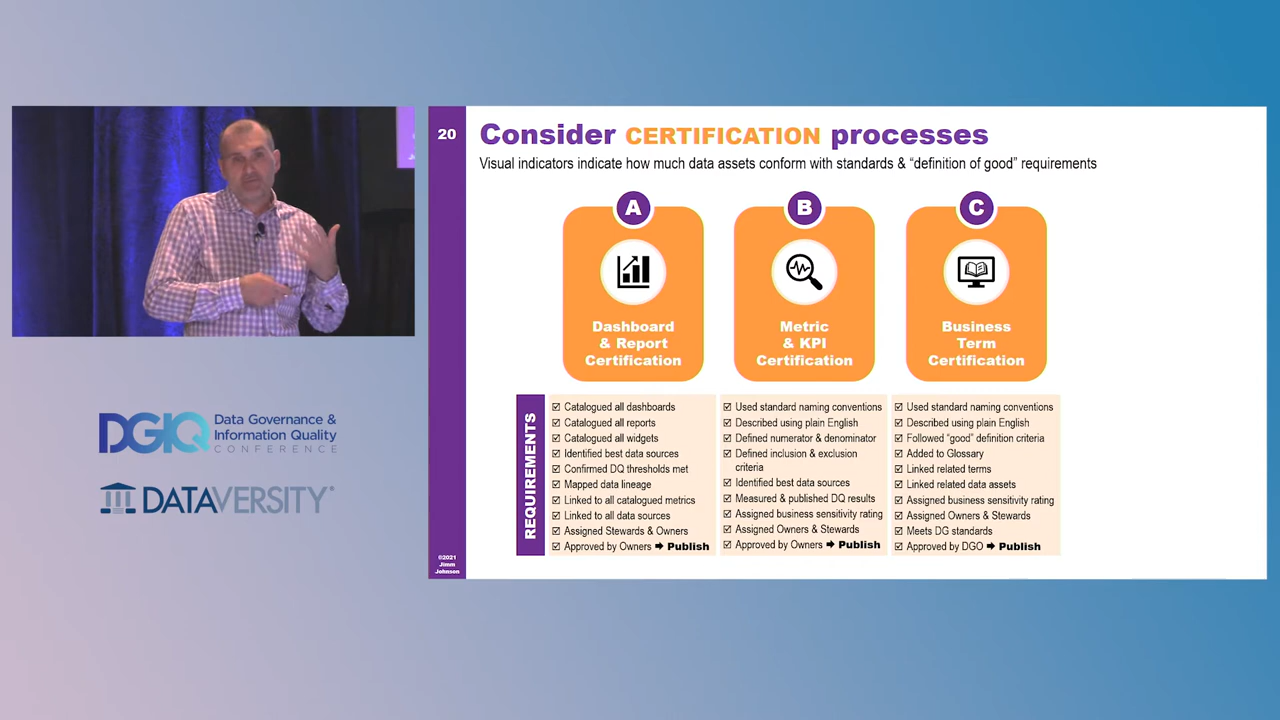 20
Consider CERTIFICATION processes
Visual indicators indicate how much data assets conform with standards & “definition of good” requirements
A
Dashboard
& Report
Certification
B
Metric
& KPI
Certification
C
Business
Term
Certification
REQUIREMENTS
☑ Catalogued all dashboards
☑ Catalogued all reports
☑ Catalogued all widgets
☑ Identified best data sources
☑ Confirmed DQ thresholds met
☑ Mapped data lineage
☑ Linked to all catalogued metrics
☑ Linked to all data sources
☑ Assigned Stewards & Owners
☑ Approved by Owners ➡ Publish
☑ Used standard naming conventions
☑ Described using plain English
☑ Defined numerator & denominator
☑ Defined inclusion & exclusion
criteria
☑ Identified best data sources
☑ Measured & published DQ results
☑ Assigned business sensitivity rating
☑ Assigned Owners & Stewards
☑ Approved by Owners ➡ Publish
☑ Used standard naming conventions
☑ Described using plain English
☑ Followed “good” definition criteria
☑ Added to Glossary
☑ Linked related terms
☑ Linked related data assets
☑ Assigned business sensitivity rating
☑ Assigned Owners & Stewards
☑ Meets DG standards
☑ Approved by DGO ➡ Publish
©2021
Jimm
Johnson
DGIQ
Data Governance &
Information Quality
CONFERENCE
DATAVERSITY